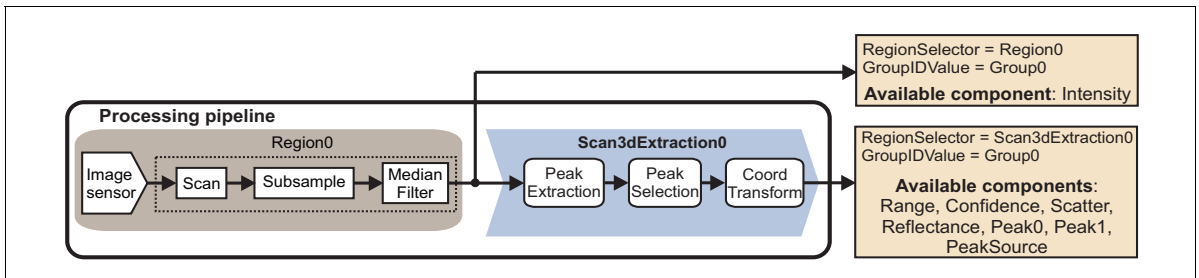 RegionSelector = Region0
GroupIDValue = Group0
Available component: Intensity
Processing pipeline
Region0
Image
sensor
Scan
Subsample
Median
Filter
Scan3dExtraction0
Peak
Extraction
Peak
Selection
Coord
Transform
RegionSelector = Scan3dExtraction0
GroupIDValue = Group0
Available components:
Range, Confidence, Scatter,
Reflectance, Peak0, Peak1,
PeakSource